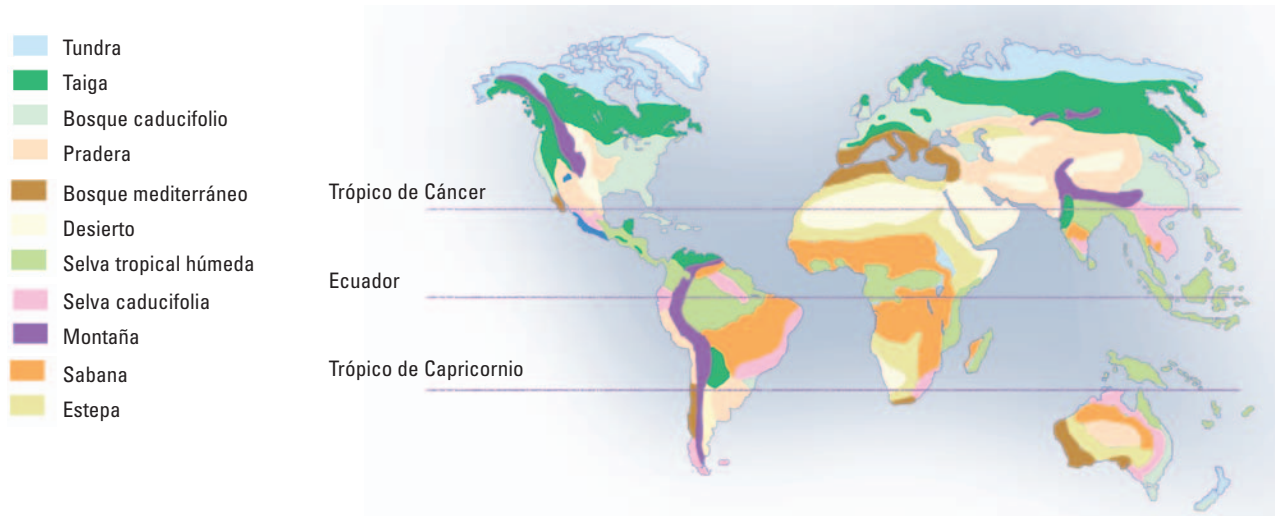 Tundra
Taiga
Bosque caducifolio
Pradera
Bosque mediterráneo
Desierto
Selva tropical húmeda
Selva caducifolia
Montaña
Sabana
Estepa
Trópico de Cáncer
Ecuador
Trópico de Capricornio